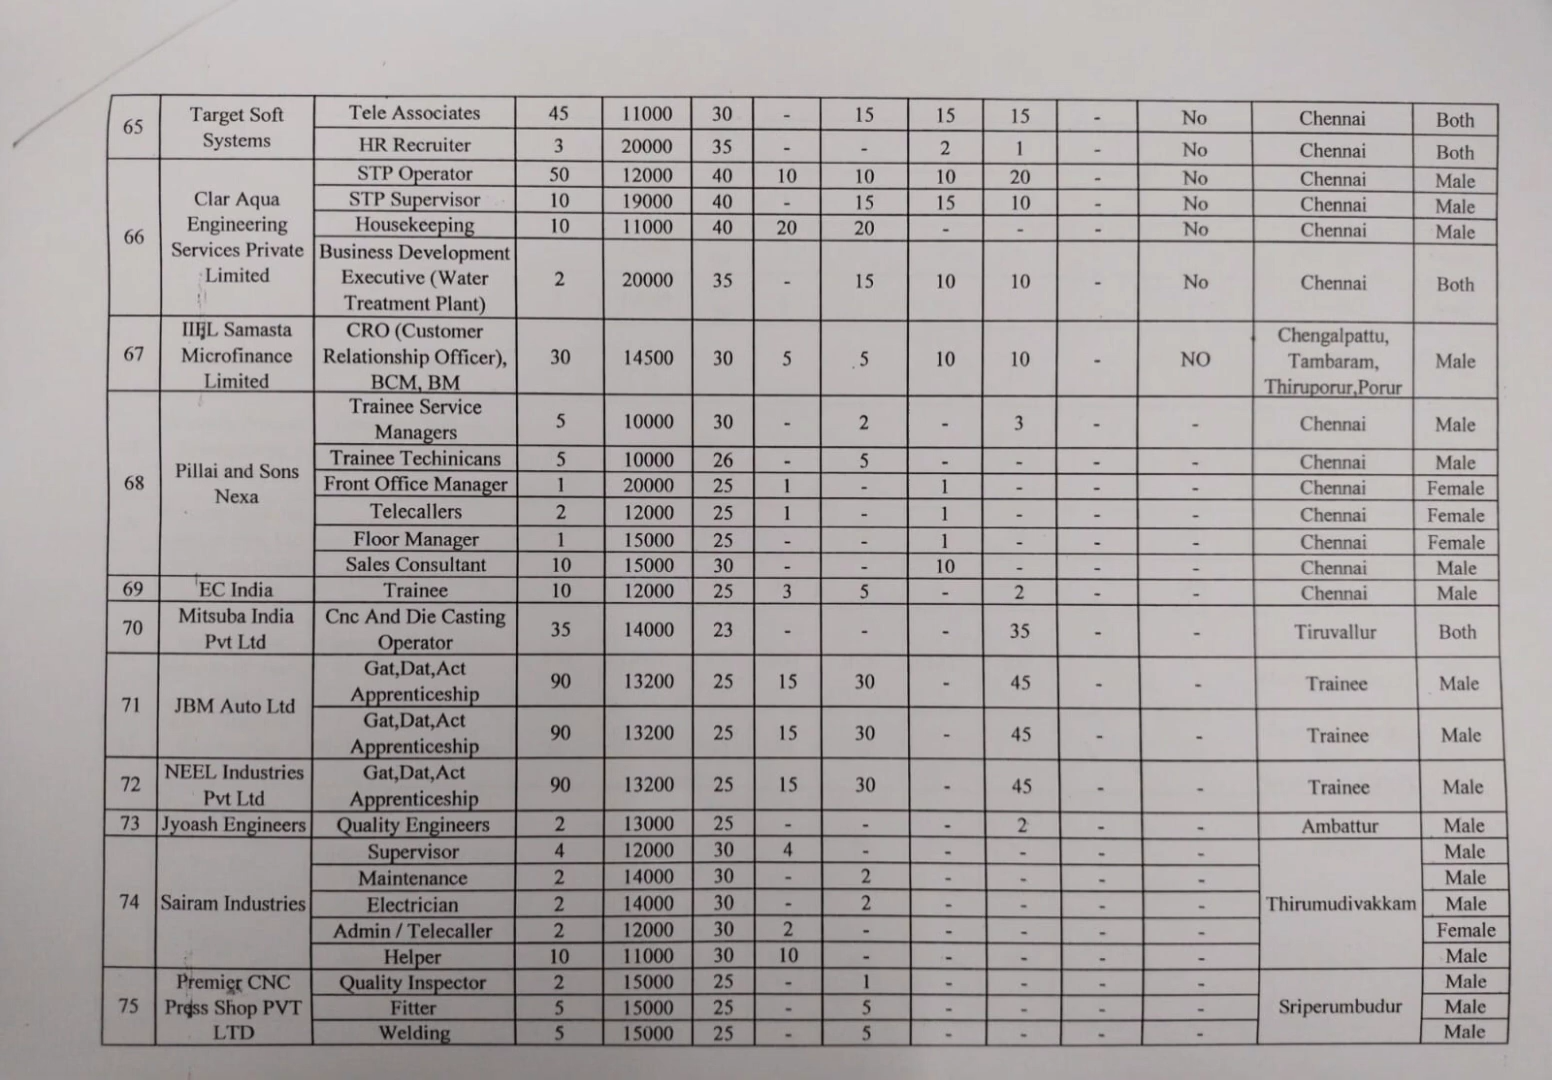 65 Target Soft Systems Tele Associates 45 11000 30 - 15 15 15 - No Chennai Both
HR Recruiter 3 20000 35 - - 2 1 - No Chennai Both
66 Clar Aqua Engineering Services Private Limited STP Operator 50 12000 40 10 10 10 20 - No Chennai Male
STP Supervisor 10 19000 40 - 15 15 10 - No Chennai Male
Housekeeping 10 11000 40 20 20 - - - No Chennai Male
Business Development Executive (Water Treatment Plant) 2 20000 35 - 15 10 10 - No Chennai Both
67 IIFL Samasta Microfinance Limited CRO (Customer Relationship Officer), BCM, BM 30 14500 30 5 5 10 10 - NO Chengalpattu, Tambaram, Thiruporur,Porur Male
68 Pillai and Sons Nexa Trainee Service Managers 5 10000 30 - 2 - 3 - - Chennai Male
Trainee Techinicans 5 10000 26 - 5 - - - - Chennai Male
Front Office Manager 1 20000 25 1 - 1 - - - Chennai Female
Telecallers 2 12000 25 1 - 1 - - - Chennai Female
Floor Manager 1 15000 25 - - 1 - - - Chennai Female
Sales Consultant 10 15000 30 - - 10 - - - Chennai Male
69 EC India Trainee 10 12000 25 3 5 - 2 - - Chennai Male
70 Mitsuba India Pvt Ltd Cnc And Die Casting Operator 35 14000 23 - - - 35 - - Tiruvallur Both
71 JBM Auto Ltd Gat,Dat,Act Apprenticeship 90 13200 25 15 30 - 45 - - Trainee Male
Gat,Dat,Act Apprenticeship 90 13200 25 15 30 - 45 - - Trainee Male
72 NEEL Industries Pvt Ltd Gat,Dat,Act Apprenticeship 90 13200 25 15 30 - 45 - - Trainee Male
73 Jyoash Engineers Quality Engineers 2 13000 25 - - - 2 - - Ambattur Male
74 Sairam Industries Supervisor 4 12000 30 4 - - - - - Thirumudivakkam Male
Maintenance 2 14000 30 - 2 - - - - Male
Electrician 2 14000 30 - 2 - - - - Male
Admin / Telecaller 2 12000 30 2 - - - - - Female
Helper 10 11000 30 10 - - - - - Male
75 Premier CNC Press Shop PVT LTD Quality Inspector 2 15000 25 - 1 - - - - Sriperumbudur Male
Fitter 5 15000 25 - 5 - - - - Male
Welding 5 15000 25 - 5 - - - - Male